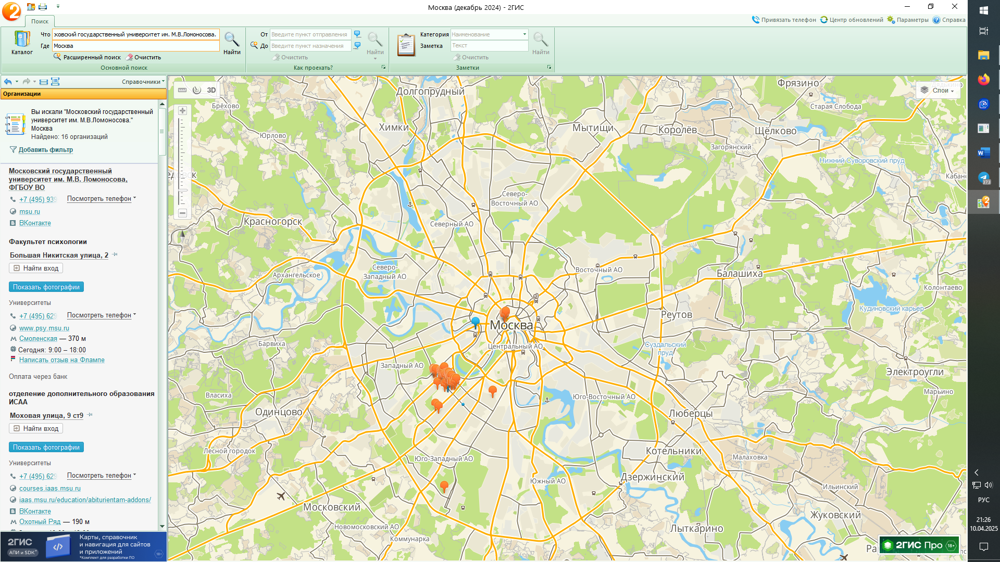 Москва (декабрь 2024) - 2ГИС
Поиск
Привязать телефон
Центр обновлений
Параметры
Справка
Каталог
Что
ковский государственный университет им. М.В.Ломоносова.
Где
Москва
Найти
Расширенный поиск
Очистить
Основной поиск
От
Введите пункт отправления
До
Введите пункт назначения
Найти
Очистить
Как проехать?
Категория
Наименование
Заметка
Текст
Найти
Очистить
Заметки
Справочники
Организации
Вы искали "Московский государственный
университет им. М.В.Ломоносова."
Москва
Найдено: 16 организаций
Добавить фильтр
Московский государственный
университет им. М.В. Ломоносова,
ФГБОУ ВО
+7 (495) 939
Посмотреть телефон
msu.ru
ВКонтакте
Факультет психологии
Большая Никитская улица, 2
Найти вход
Показать фотографии
Университеты
+7 (495) 629
Посмотреть телефон
www.psy.msu.ru
Смоленская — 370 м
Сегодня: 9:00 – 18:00
Написать отзыв на Флампе
Оплата через банк
отделение дополнительного образования
ИСАА
Моховая улица, 9 ст9
Найти вход
Показать фотографии
Университеты
+7 (495) 629
Посмотреть телефон
courses.iaas.msu.ru
iaas.msu.ru/education/abiturientam-addons/
ВКонтакте
Охотный Ряд — 190 м
2ГИС
АПИ и SDK*
Карты, справочник
и навигация для сайтов
и приложений
*Комплект для разработки ПО
18+
3D
Слои
Долгопрудный
Фрязино
Брёхово
Старая Слобода
Химки
Мытищи
Королёв
Щёлково
Юрлово
Загорянский
Нижний Суворовский пруд
едовск
Кабано
Северо-
Восточный АО
Красногорск
Северный АО
Северо-
Западный АО
Восточный АО
Архангельское
Балашиха
Колонтаево
Кудиновский карьер
Реутов
Москва
Барвиха
Центральный АО
Суздальский
пруд
Западный АО
Электроугли
Власиха
Юго-Восточный АО
Марьино
Одинцово
Люберцы
Лесной городок
Котельники
Юго-Западный АО
Малаховка
Дзержинский
Южный АО
Ильинский
Московский
Жуковский
Новомосковский АО
Лыткарино
Коммунарка
Ра
2ГИС Про
18+
373
РУС
21:26
10.04.2025